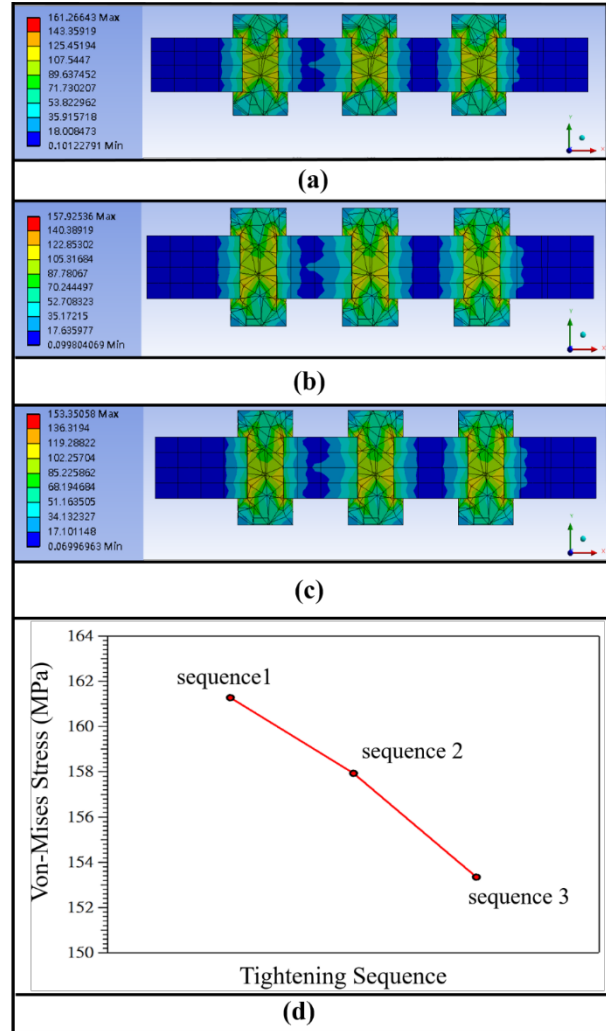 161.26643 Max
143.35919
125.45194
107.5447
89.637452
71.730207
53.822962
35.915718
18.008473
0.10122791 Min
Y
X
(a)
157.92536 Max
140.38919
122.85302
105.31684
87.78067
70.244497
52.708323
35.17215
17.635977
0.099804069 Min
Y
X
(b)
153.35058 Max
136.3194
119.28822
102.25704
85.225862
68.194684
51.163505
34.132327
17.101148
0.06996963 Min
Y
X
(c)
Von-Mises Stress (MPa)
164
162
160
158
156
154
152
150
sequence1
sequence 2
sequence 3
Tightening Sequence
(d)